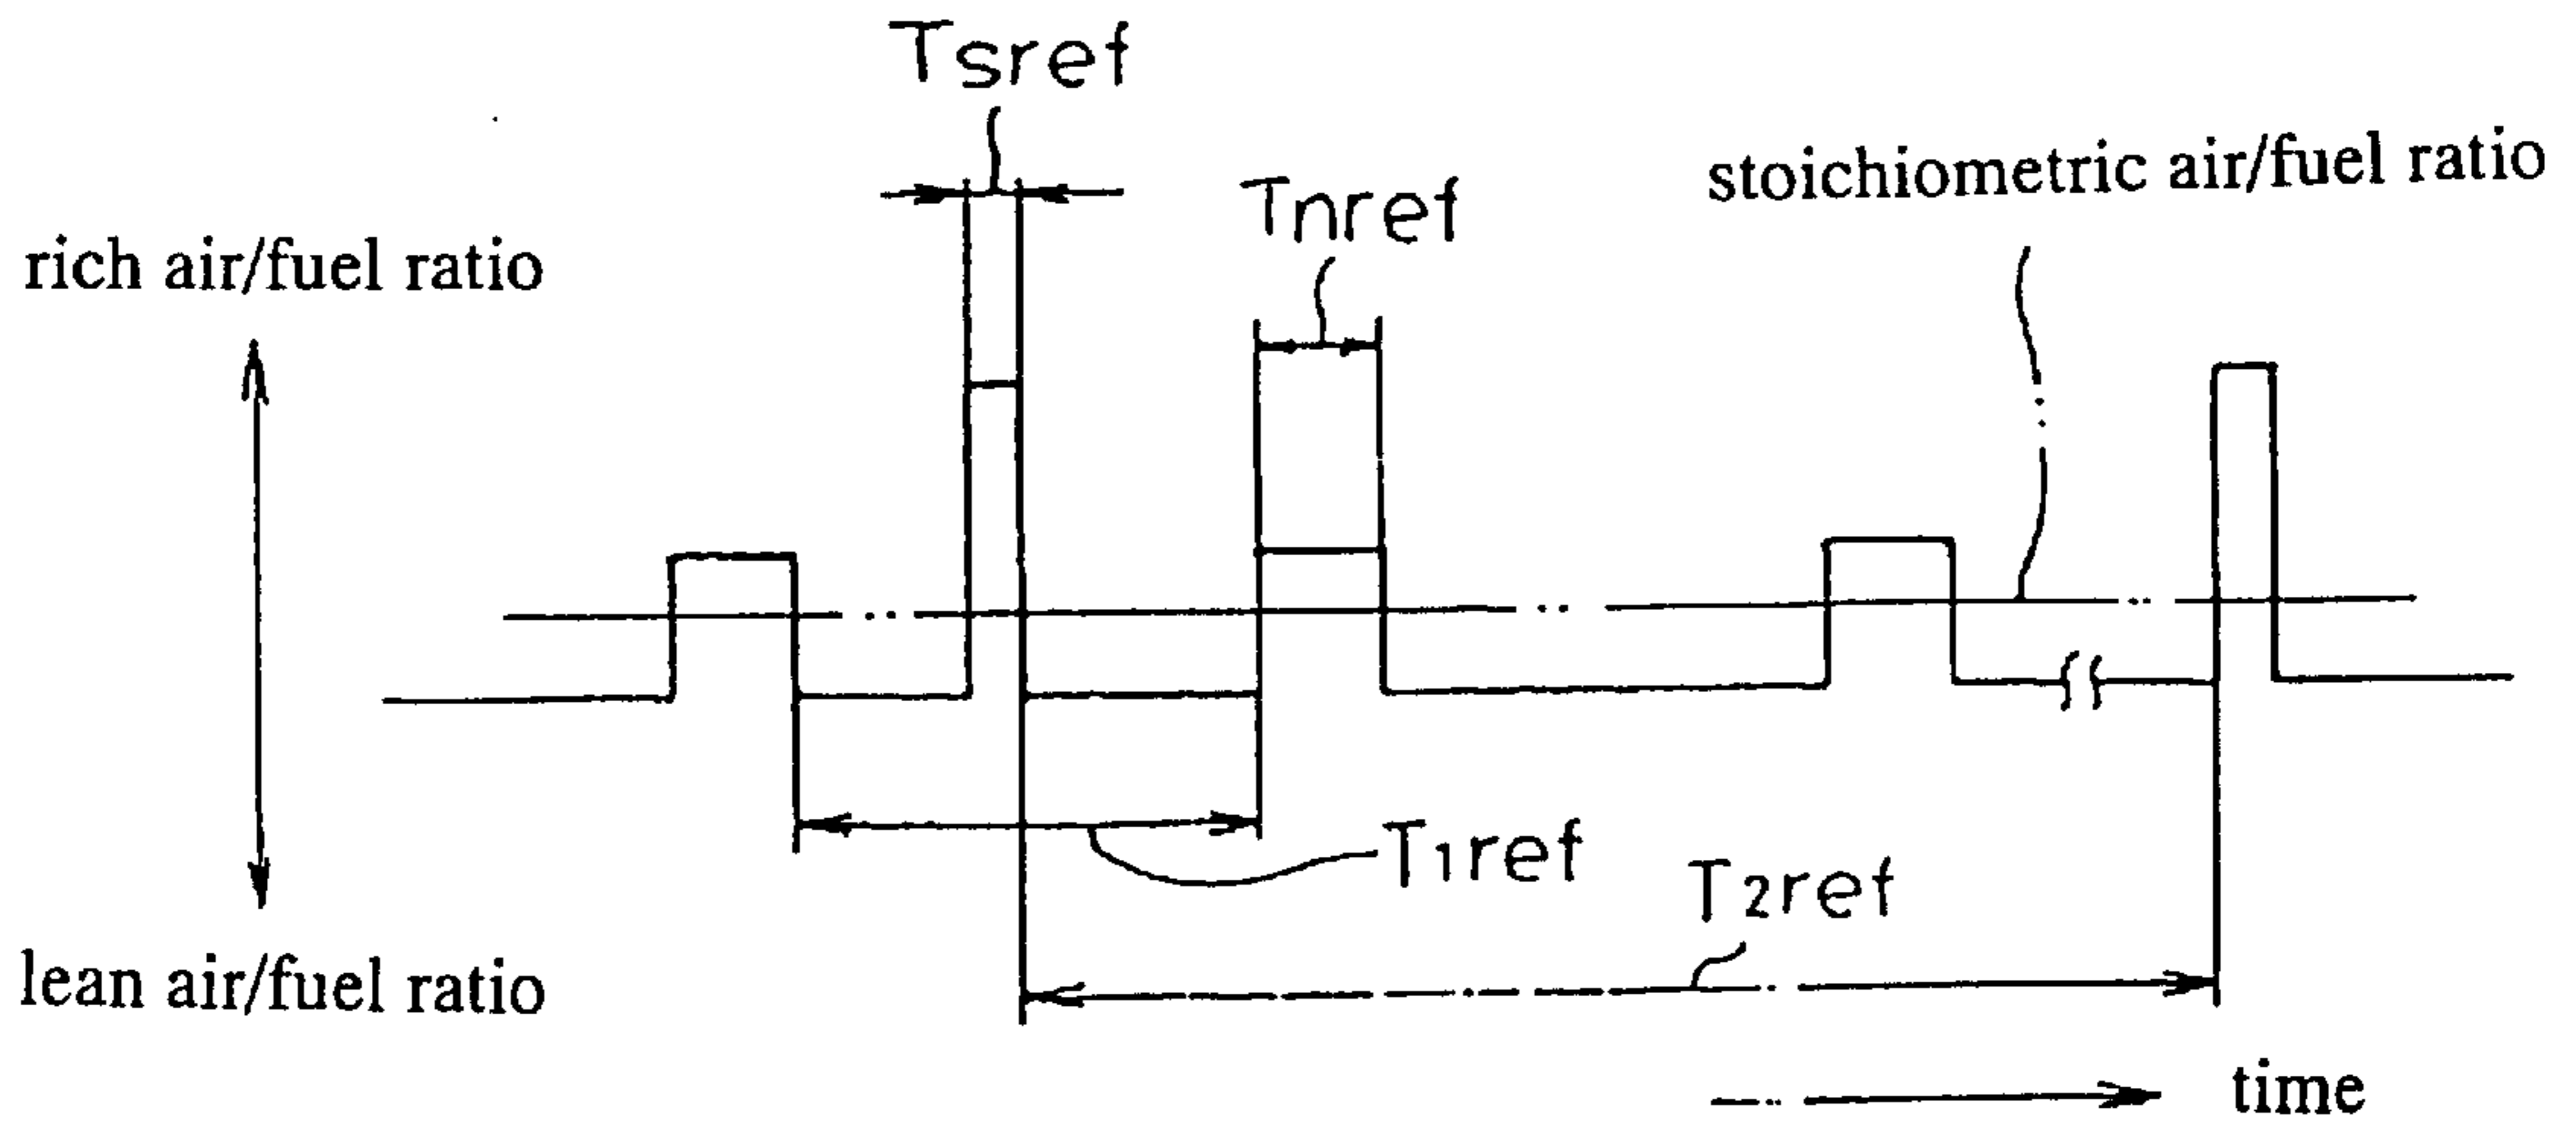 Tsref
stoichiometric air/fuel ratio
Tnref
rich air/fuel ratio
T1ref
T2ref
lean air/fuel ratio
time